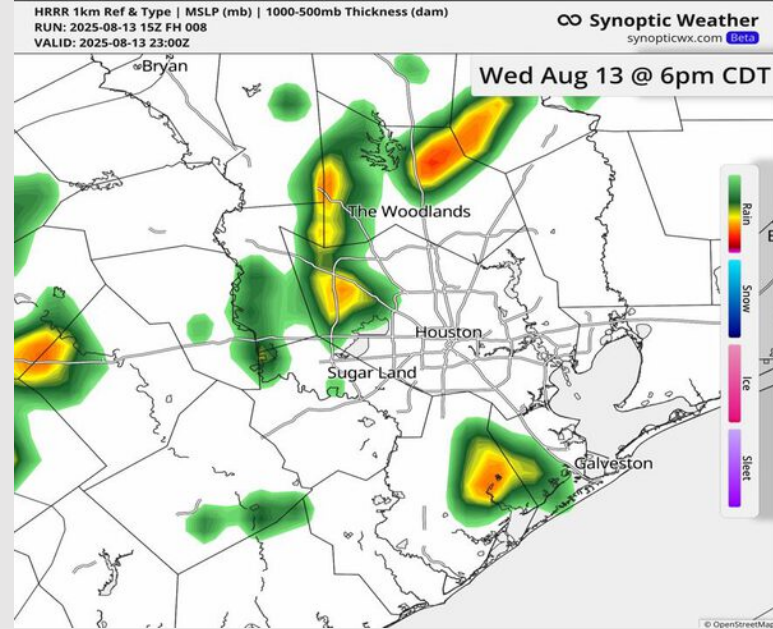 HRRR 1km Ref & Type | MSLP (mb) | 1000-500mb Thickness (dam)
RUN: 2025-08-13 15Z FH 008
VALID: 2025-08-13 23:00Z
Synoptic Weather
synopticwx.com Beta
Wed Aug 13 @ 6pm CDT
Bryan
The Woodlands
Houston
Sugar Land
Galveston
Rain
Snow
Ice
Sleet
© OpenStreetMap